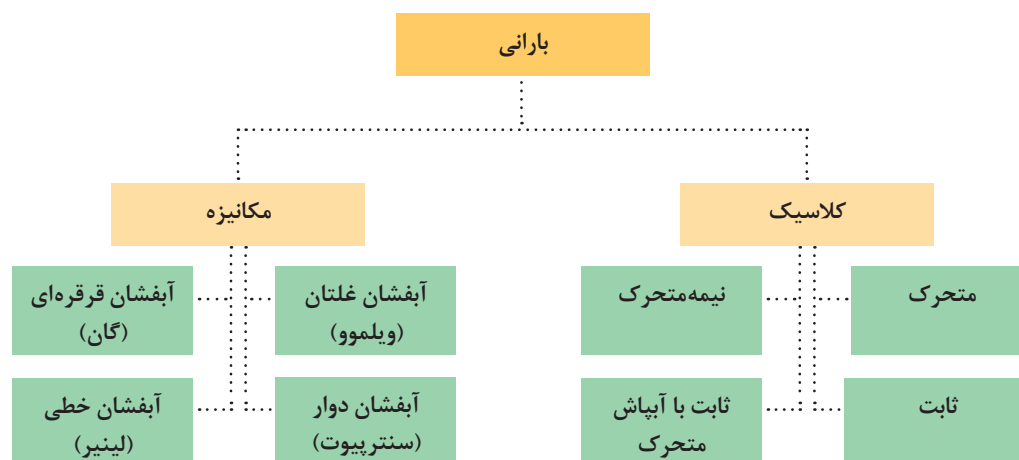 بارانی
کلاسیک
مکانیزه
متحرک
نیمه‌متحرک
آبفشان غلتان
(ویلموو)
آبفشان قرقره‌ای
(گان)
ثابت
ثابت با آبپاش
متحرک
آبفشان دوار
(سنترپیوت)
آبفشان خطی
(لینیر)